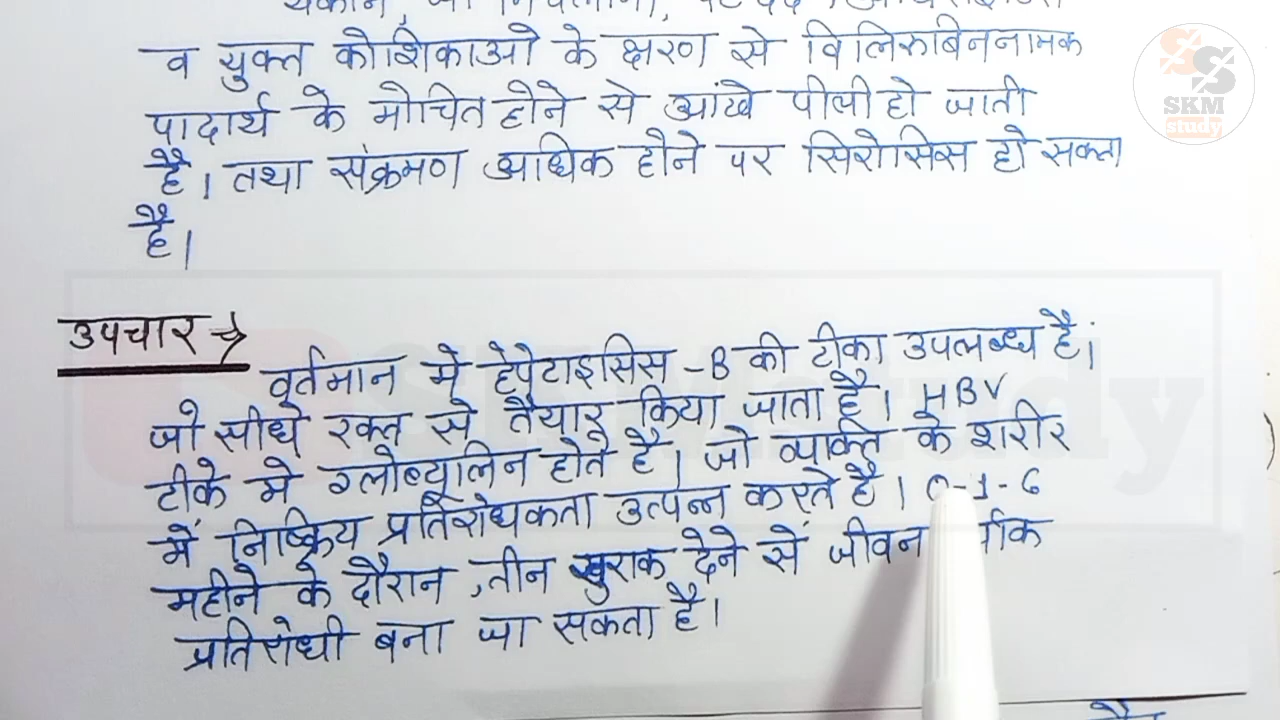 व युक्त कोशिकाओ के क्षरण से विलिरुबिननामक
पादार्थ के मोचित होने से आंखे पीली हो जाती
है। तथा संक्रमण अधिक होने पर सिरोसिस हो सकता
है।
SKM
study
उपचार →
वर्तमान मे हेपेटाइसिस -B की टीका उपलब्ध है।
जो सीधे रक्त से तैयार किया जाता है। HBV
टीके मे ग्लोब्यूलिन होते है। जो व्यक्ति के शरीर
में निष्क्रिय प्रतिरोधकता उत्पन्न करते है। 0-1-6
महीने के दौरान ,तीन खुराक देने सें जीवन
प्रतिरोधी बना जा सकता है।